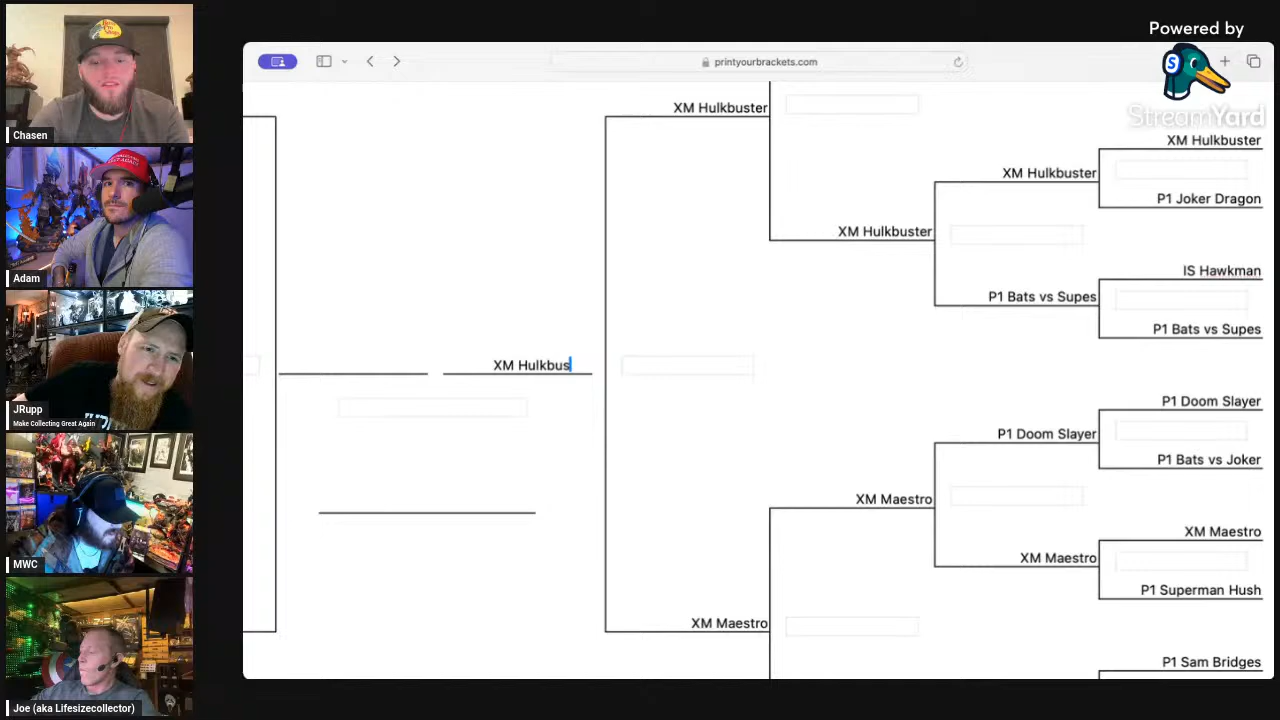 Powered by
StreamYard
printyourbrackets.com
Chasen
Adam
JRupp
Make Collecting Great Again
MWC
Joe (aka Lifesizecollector)
XM Hulkbuster
XM Hulkbuster
XM Hulkbuster
P1 Joker Dragon
XM Hulkbuster
IS Hawkman
P1 Bats vs Supes
P1 Bats vs Supes
XM Hulkbus
P1 Doom Slayer
P1 Doom Slayer
P1 Bats vs Joker
XM Maestro
XM Maestro
XM Maestro
P1 Superman Hush
XM Maestro
P1 Sam Bridges